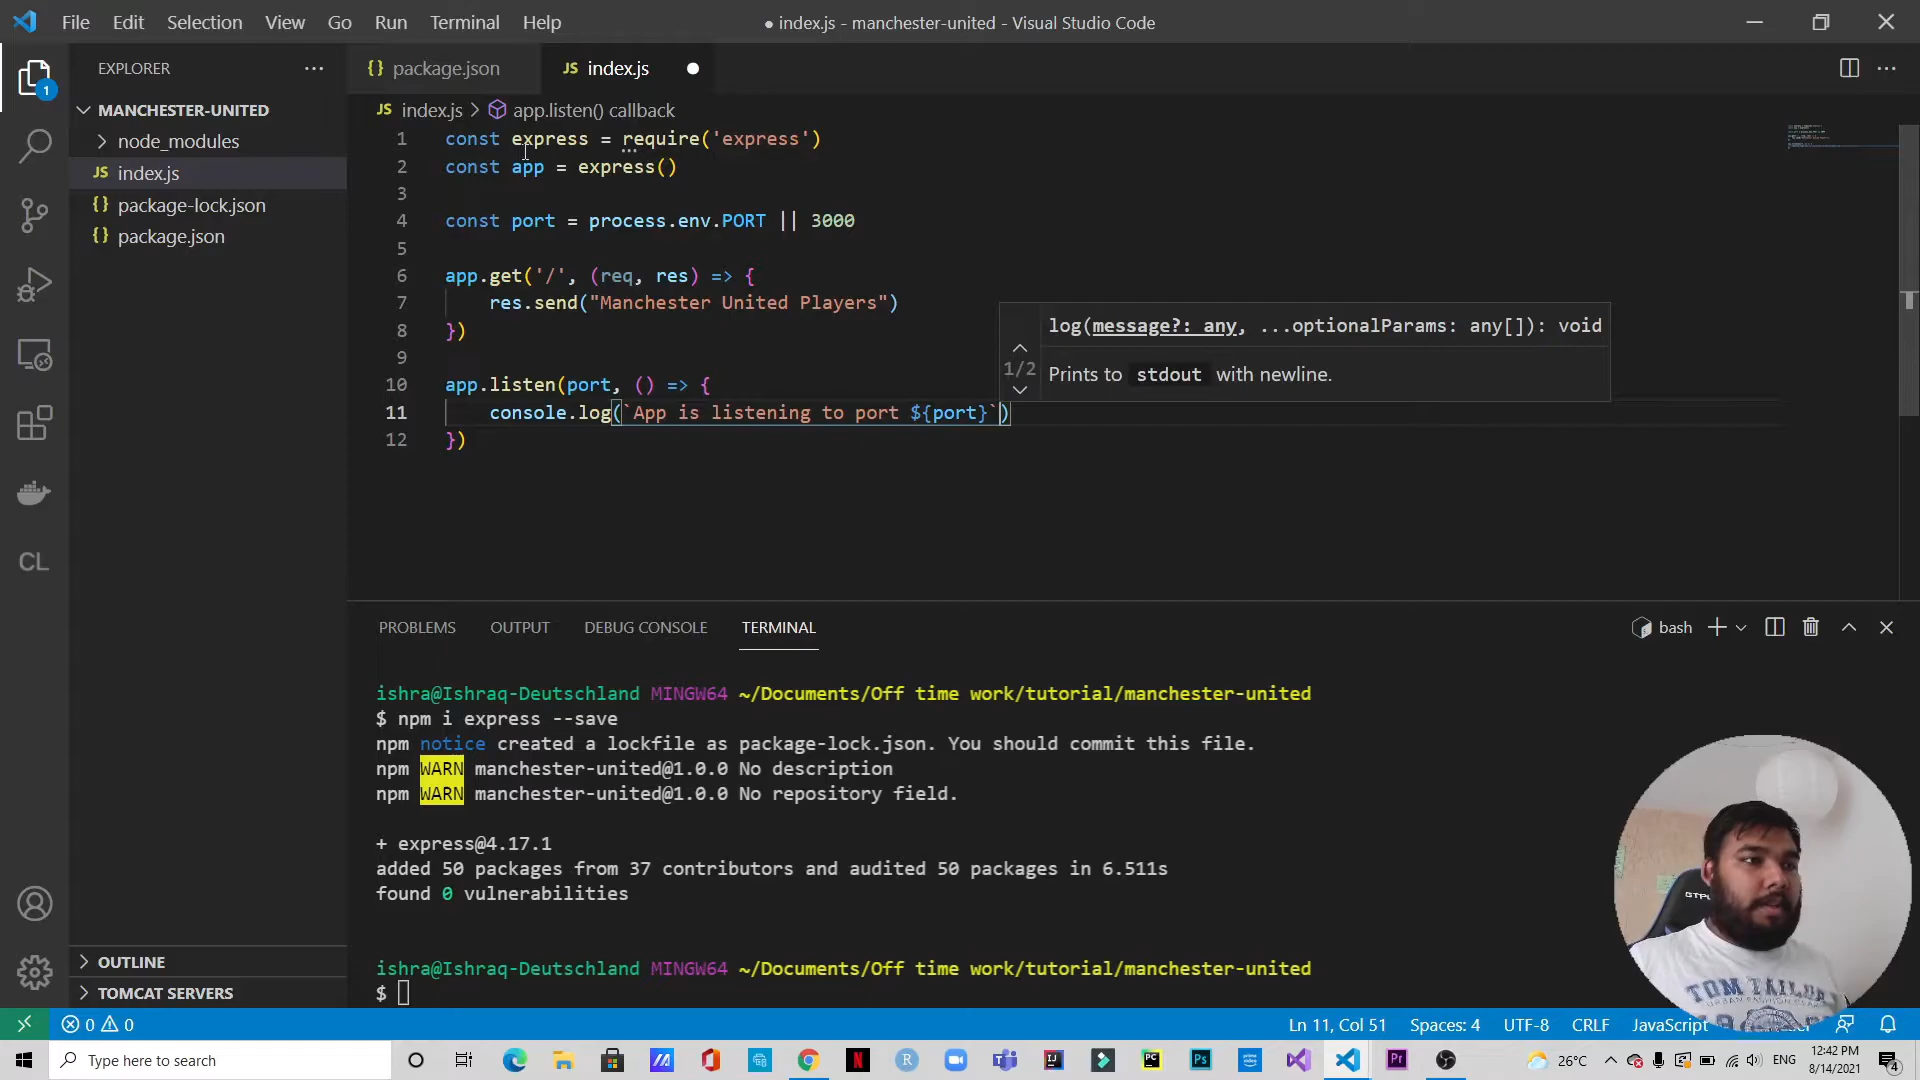 File Edit Selection View Go Run Terminal Help
● index.js - manchester-united - Visual Studio Code
EXPLORER
{} package.json
JS index.js
1
MANCHESTER-UNITED
node_modules
JS index.js
{} package-lock.json
{} package.json
JS index.js > app.listen() callback
1 const express = require('express')
2 const app = express()
3
4 const port = process.env.PORT || 3000
5
6 app.get('/', (req, res) => {
7 res.send("Manchester United Players")
8 })
9
10 app.listen(port, () => {
11 console.log(`App is listening to port ${port}`)
12 })
log(message?: any, ...optionalParams: any[]): void
1/2
Prints to stdout with newline.
CL
PROBLEMS OUTPUT DEBUG CONSOLE TERMINAL
bash
ishra@Ishraq-Deutschland MINGW64 ~/Documents/Off time work/tutorial/manchester-united
$ npm i express --save
npm notice created a lockfile as package-lock.json. You should commit this file.
npm WARN manchester-united@1.0.0 No description
npm WARN manchester-united@1.0.0 No repository field.
+ express@4.17.1
added 50 packages from 37 contributors and audited 50 packages in 6.511s
found 0 vulnerabilities
ishra@Ishraq-Deutschland MINGW64 ~/Documents/Off time work/tutorial/manchester-united
$
OUTLINE
TOMCAT SERVERS
TOM TAILOR
0 0
Ln 11, Col 51 Spaces: 4 UTF-8 CRLF JavaScript
Type here to search
26°C
ENG
12:42 PM
8/14/2021
4